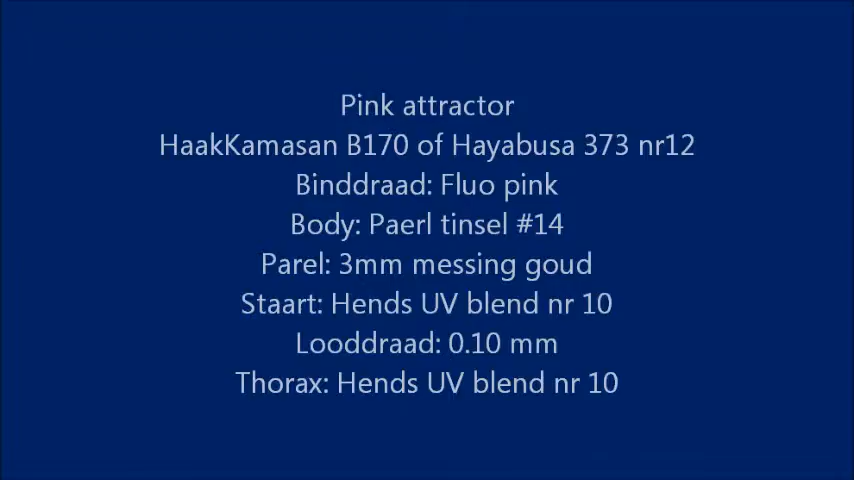 Pink attractor
HaakKamasan B170 of Hayabusa 373 nr12
Binddraad: Fluo pink
Body: Paerl tinsel #14
Parel: 3mm messing goud
Staart: Hends UV blend nr 10
Looddraad: 0.10 mm
Thorax: Hends UV blend nr 10